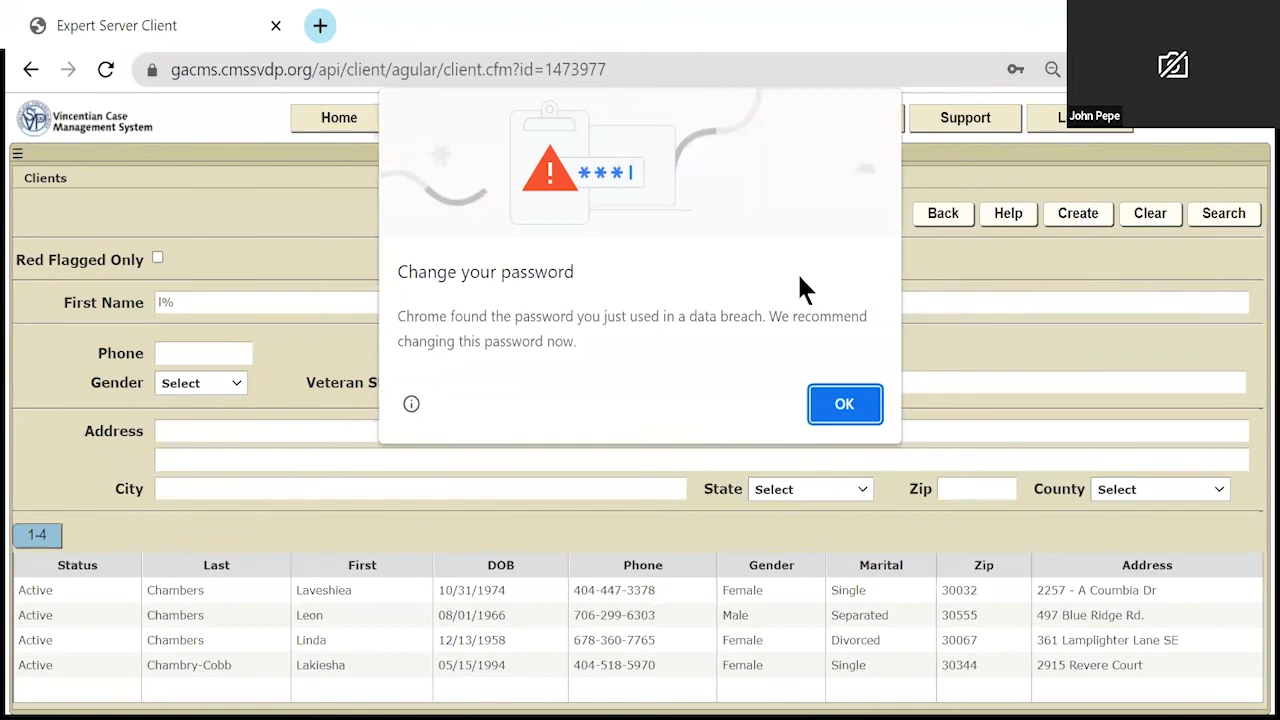 Expert Server Client
gacms.cmssvdp.org/api/client/agular/client.cfm?id=1473977
John Pepe
Vincentian Case
Management System
Home
Support
Clients
Back Help Create Clear Search
Red Flagged Only
First Name l%
Phone
Gender Select
Address
City State Select Zip County Select
***
Change your password
Chrome found the password you just used in a data breach. We recommend
changing this password now.
OK
1-4
Status Last First DOB Phone Gender Marital Zip Address
Active Chambers Laveshiea 10/31/1974 404-447-3378 Female Single 30032 2257 - A Coumbia Dr
Active Chambers Leon 08/01/1966 706-299-6303 Male Separated 30555 497 Blue Ridge Rd.
Active Chambers Linda 12/13/1958 678-360-7765 Female Divorced 30067 361 Lamplighter Lane SE
Active Chambry-Cobb Lakiesha 05/15/1994 404-518-5970 Female Single 30344 2915 Revere Court